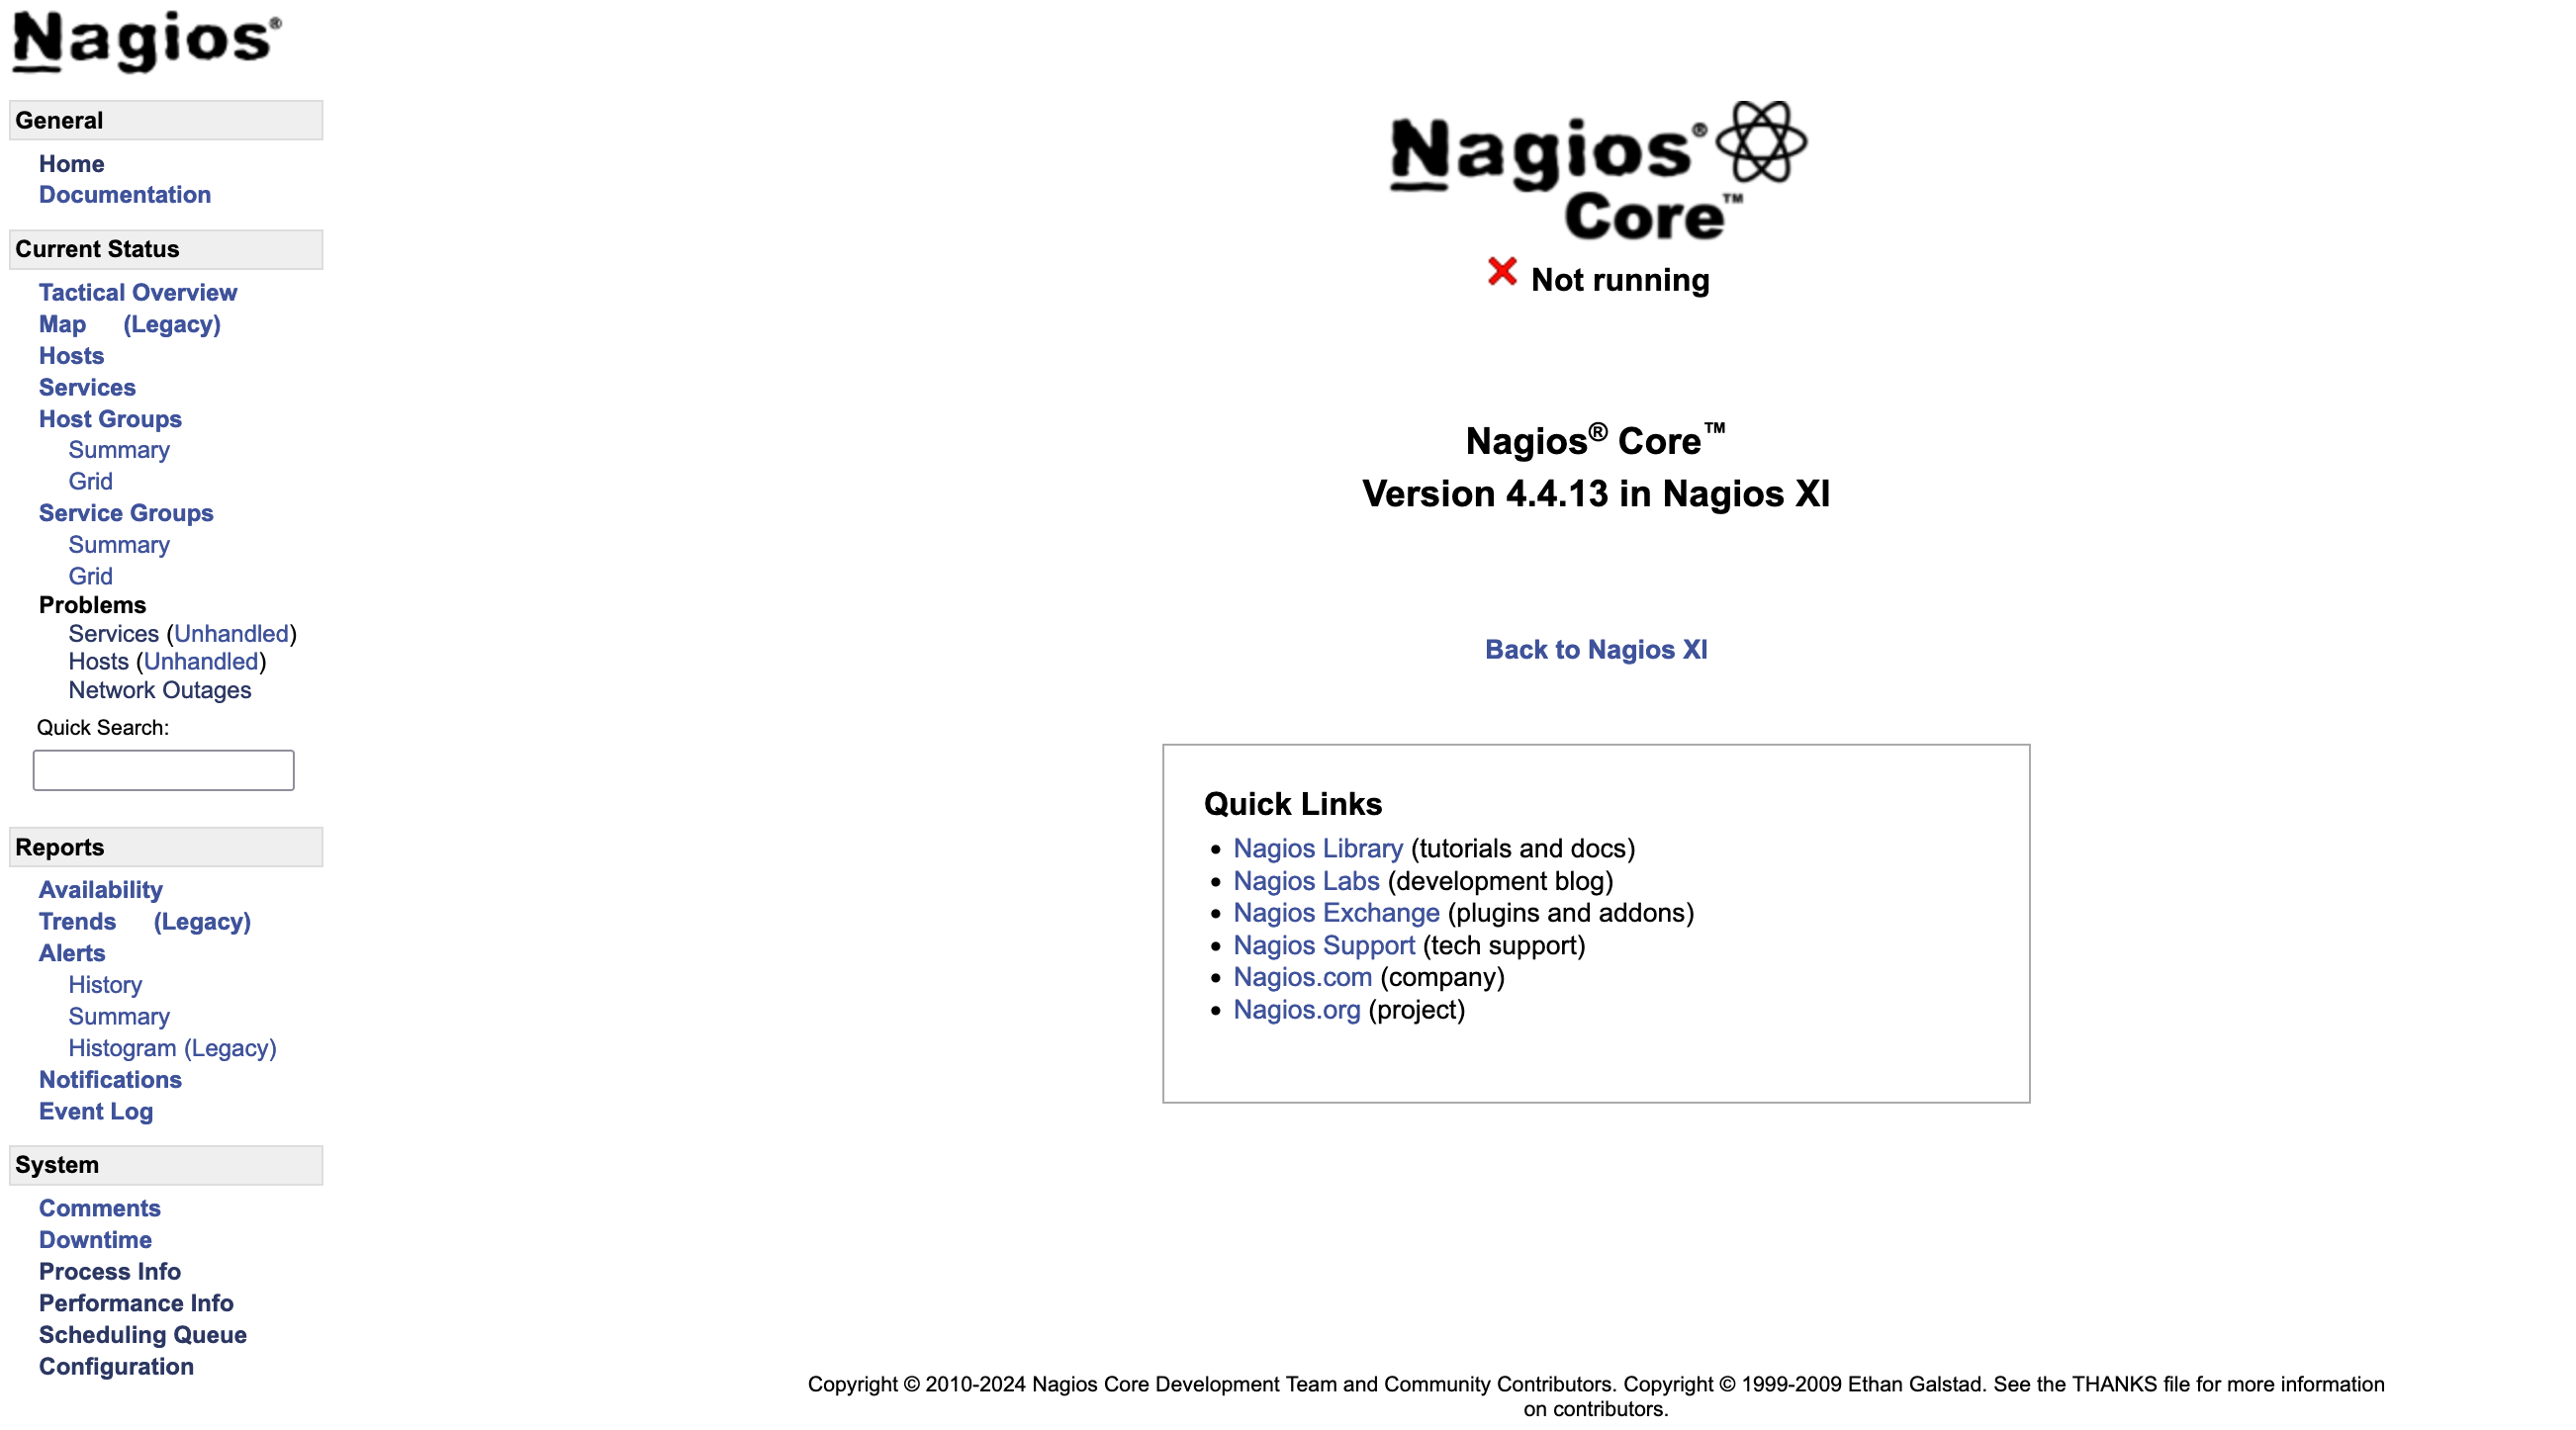 Nagios®
General
Home
Documentation
Current Status
Tactical Overview
Map (Legacy)
Hosts
Services
Host Groups
Summary
Grid
Service Groups
Summary
Grid
Problems
Services (Unhandled)
Hosts (Unhandled)
Network Outages
Quick Search:
Reports
Availability
Trends (Legacy)
Alerts
History
Summary
Histogram (Legacy)
Notifications
Event Log
System
Comments
Downtime
Process Info
Performance Info
Scheduling Queue
Configuration
Nagios®
Core™
Not running
Nagios® Core™
Version 4.4.13 in Nagios XI
Back to Nagios XI
Quick Links
• Nagios Library (tutorials and docs)
• Nagios Labs (development blog)
• Nagios Exchange (plugins and addons)
• Nagios Support (tech support)
• Nagios.com (company)
• Nagios.org (project)
Copyright © 2010-2024 Nagios Core Development Team and Community Contributors. Copyright © 1999-2009 Ethan Galstad. See the THANKS file for more information
on contributors.